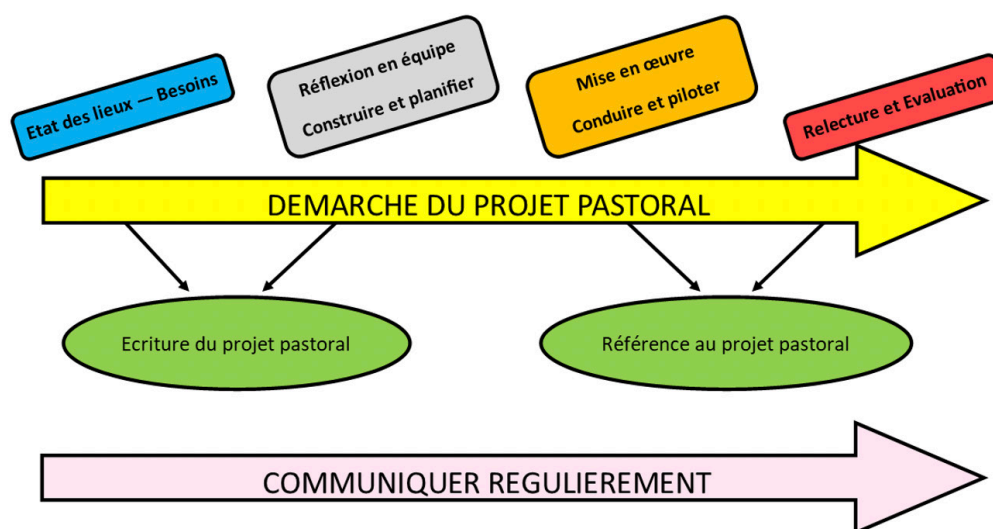 Etat des lieux — Besoins
Réflexion en équipe
Construire et planifier
Mise en œuvre
Conduire et piloter
Relecture et Evaluation
DEMARCHE DU PROJET PASTORAL
Ecriture du projet pastoral
Référence au projet pastoral
COMMUNIQUER REGULIEREMENT